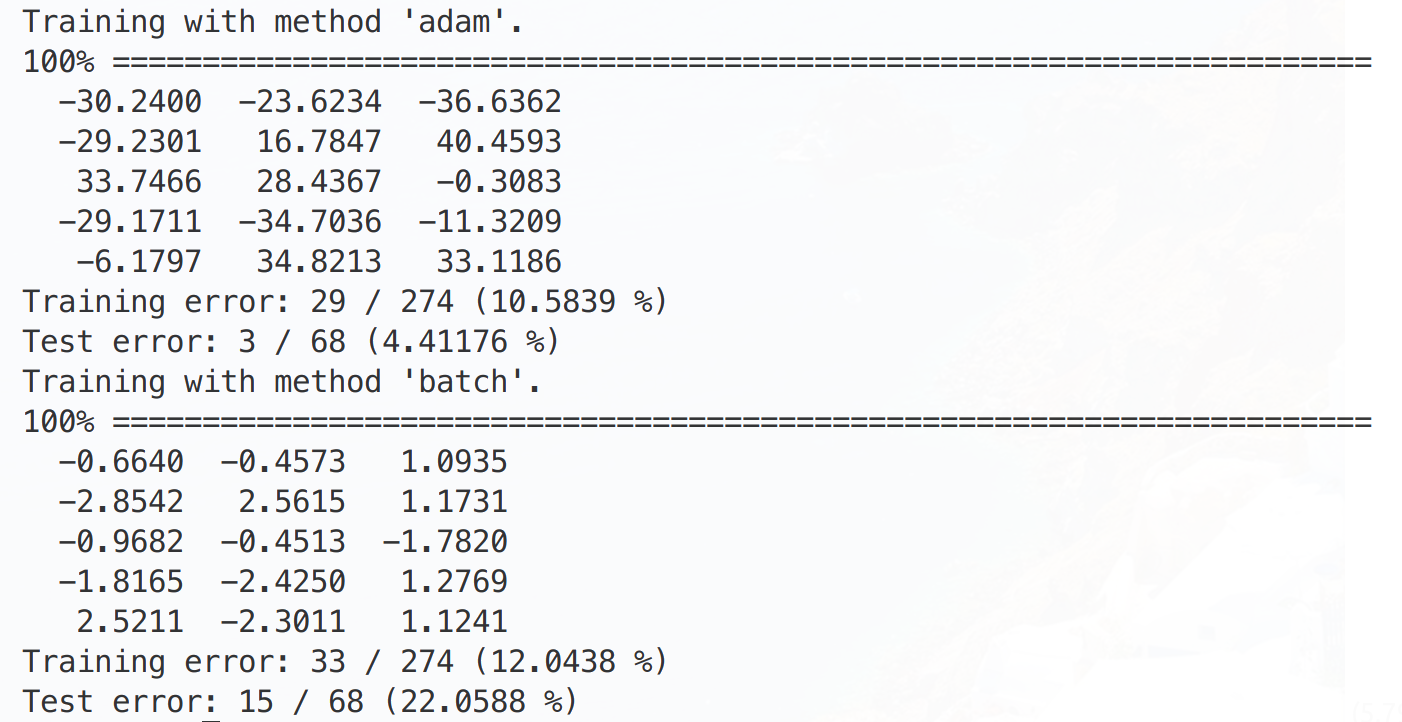 Training with method 'adam'.
100% ======================================================================
−30.2400 −23.6234 −36.6362
−29.2301 16.7847 40.4593
33.7466 28.4367 −0.3083
−29.1711 −34.7036 −11.3209
−6.1797 34.8213 33.1186
Training error: 29 / 274 (10.5839 %)
Test error: 3 / 68 (4.41176 %)
Training with method 'batch'.
100% ======================================================================
−0.6640 −0.4573 1.0935
−2.8542 2.5615 1.1731
−0.9682 −0.4513 −1.7820
−1.8165 −2.4250 1.2769
2.5211 −2.3011 1.1241
Training error: 33 / 274 (12.0438 %)
Test error: 15 / 68 (22.0588 %)